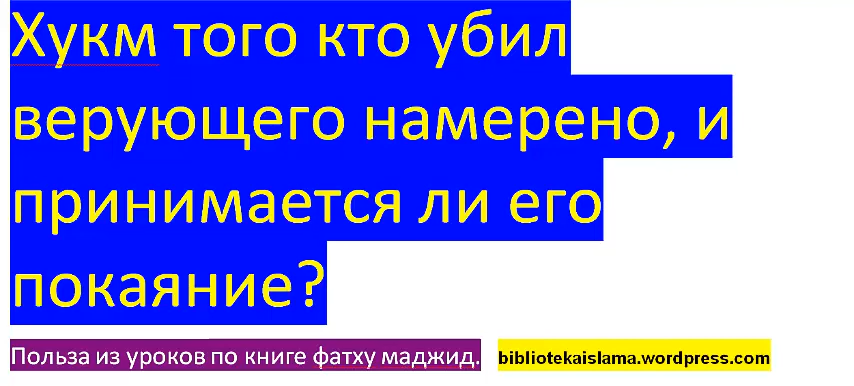 Хукм того кто убил
верующего намерено, и
принимается ли его
покаяние?
Польза из уроков по книге фатху маджид. bibliotekaislama.wordpress.com